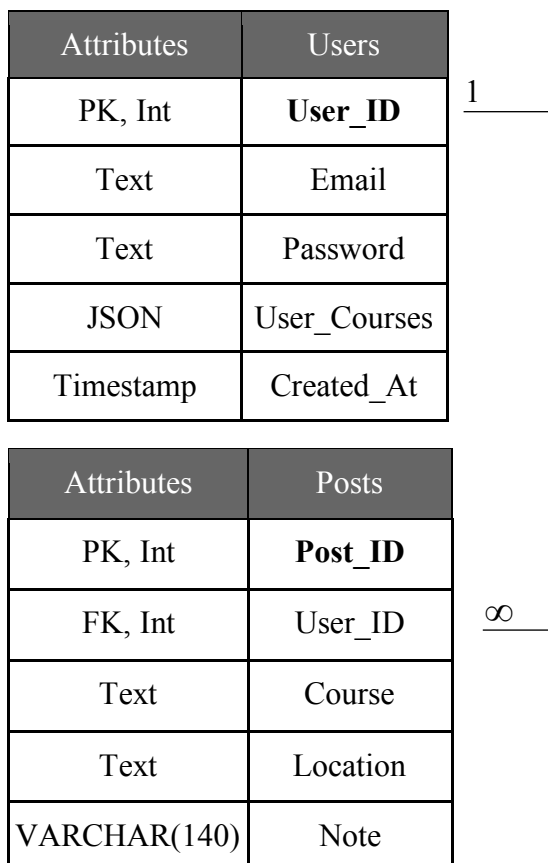 Attributes Users
PK, Int User_ID 1
Text Email
Text Password
JSON User_Courses
Timestamp Created_At
Attributes Posts
PK, Int Post_ID
FK, Int User_ID ∞
Text Course
Text Location
VARCHAR(140) Note